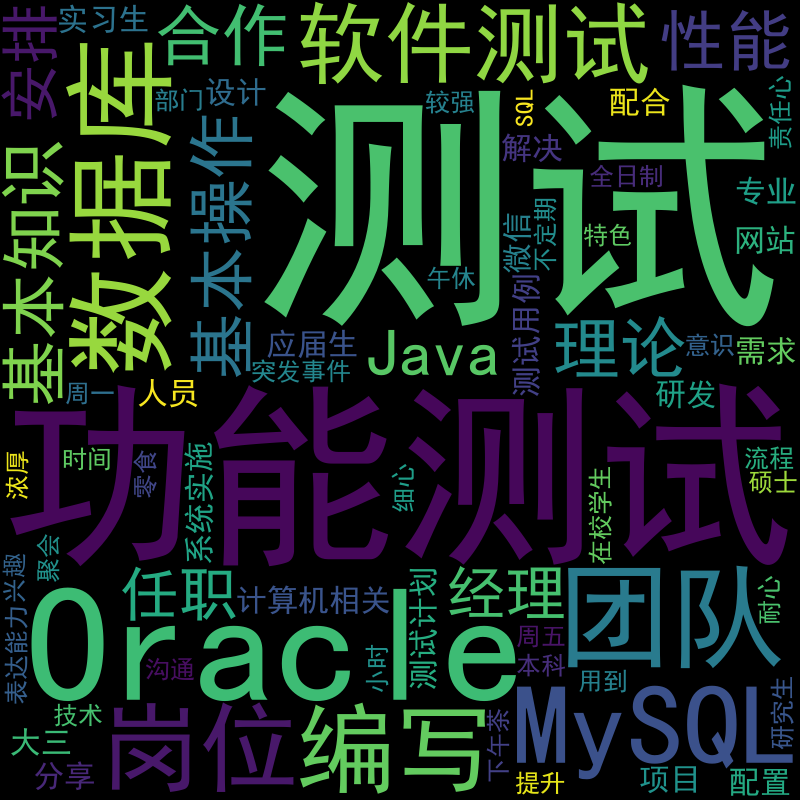 实习生
合作
软件测试
性能
安排
数据库
部门
设计
较强
SQL
配合
责任心
测试
基本操作
解决
全日制
基本知识
专业
微信
不定期
特色
网站
午休
测试用例
应届生
Java
理论
意识
需求
突发事件
周一
人员
研发
功能测试
浓厚
时间
零食
系统实施
细心
在校学生
流程
硕士
聚会
表达能力
兴趣
任职
计算机相关
经理
团队
耐心
Oracle
小时
测试计划
沟通
周五
本科
用到
研究生
技术
岗位
编写
下午茶
MySQL
大三
分享
提升
项目
配置